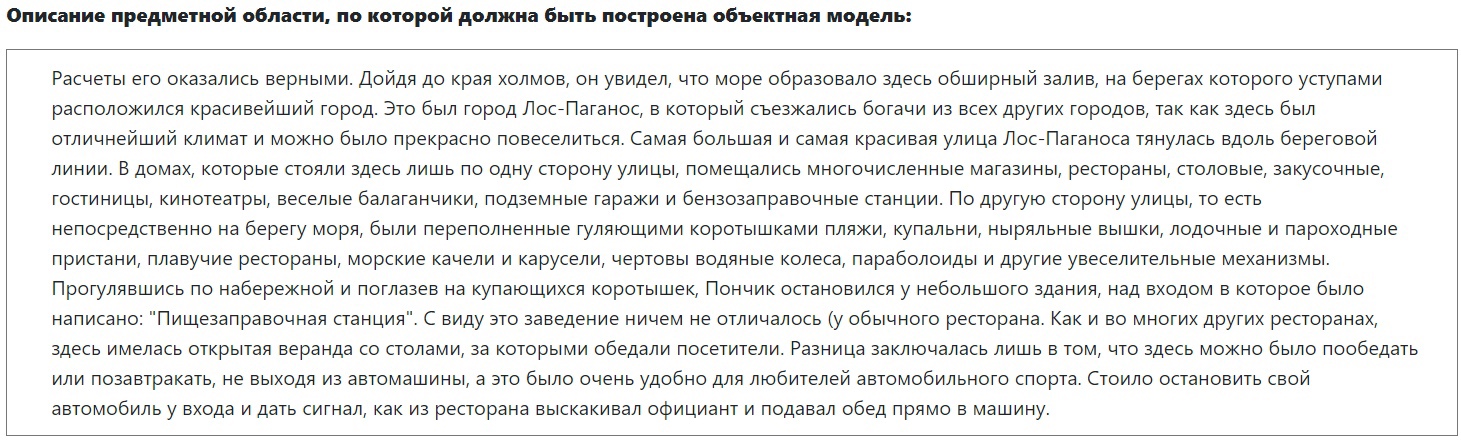 Описание предметной области, по которой должна быть построена объектная модель:
Расчеты его оказались верными. Дойдя до края холмов, он увидел, что море образовало здесь обширный залив, на берегах которого уступами
расположился красивейший город. Это был город Лос-Паганос, в который съезжались богачи из всех других городов, так как здесь был
отличнейший климат и можно было прекрасно повеселиться. Самая большая и самая красивая улица Лос-Паганоса тянулась вдоль береговой
линии. В домах, которые стояли здесь лишь по одну сторону улицы, помещались многочисленные магазины, рестораны, столовые, закусочные,
гостиницы, кинотеатры, веселые балаганчики, подземные гаражи и бензозаправочные станции. По другую сторону улицы, то есть
непосредственно на берегу моря, были переполненные гуляющими коротышками пляжи, купальни, ныряльные вышки, лодочные и пароходные
пристани, плавучие рестораны, морские качели и карусели, чертовы водяные колеса, параболоиды и другие увеселительные механизмы.
Прогулявшись по набережной и поглазев на купающихся коротышек, Пончик остановился у небольшого здания, над входом в которое было
написано: "Пищезаправочная станция". С виду это заведение ничем не отличалось (у обычного ресторана. Как и во многих других ресторанах,
здесь имелась открытая веранда со столами, за которыми обедали посетители. Разница заключалась лишь в том, что здесь можно было пообедать
или позавтракать, не выходя из автомашины, а это было очень удобно для любителей автомобильного спорта. Стоило остановить свой
автомобиль у входа и дать сигнал, как из ресторана выскакивал официант и подавал обед прямо в машину.